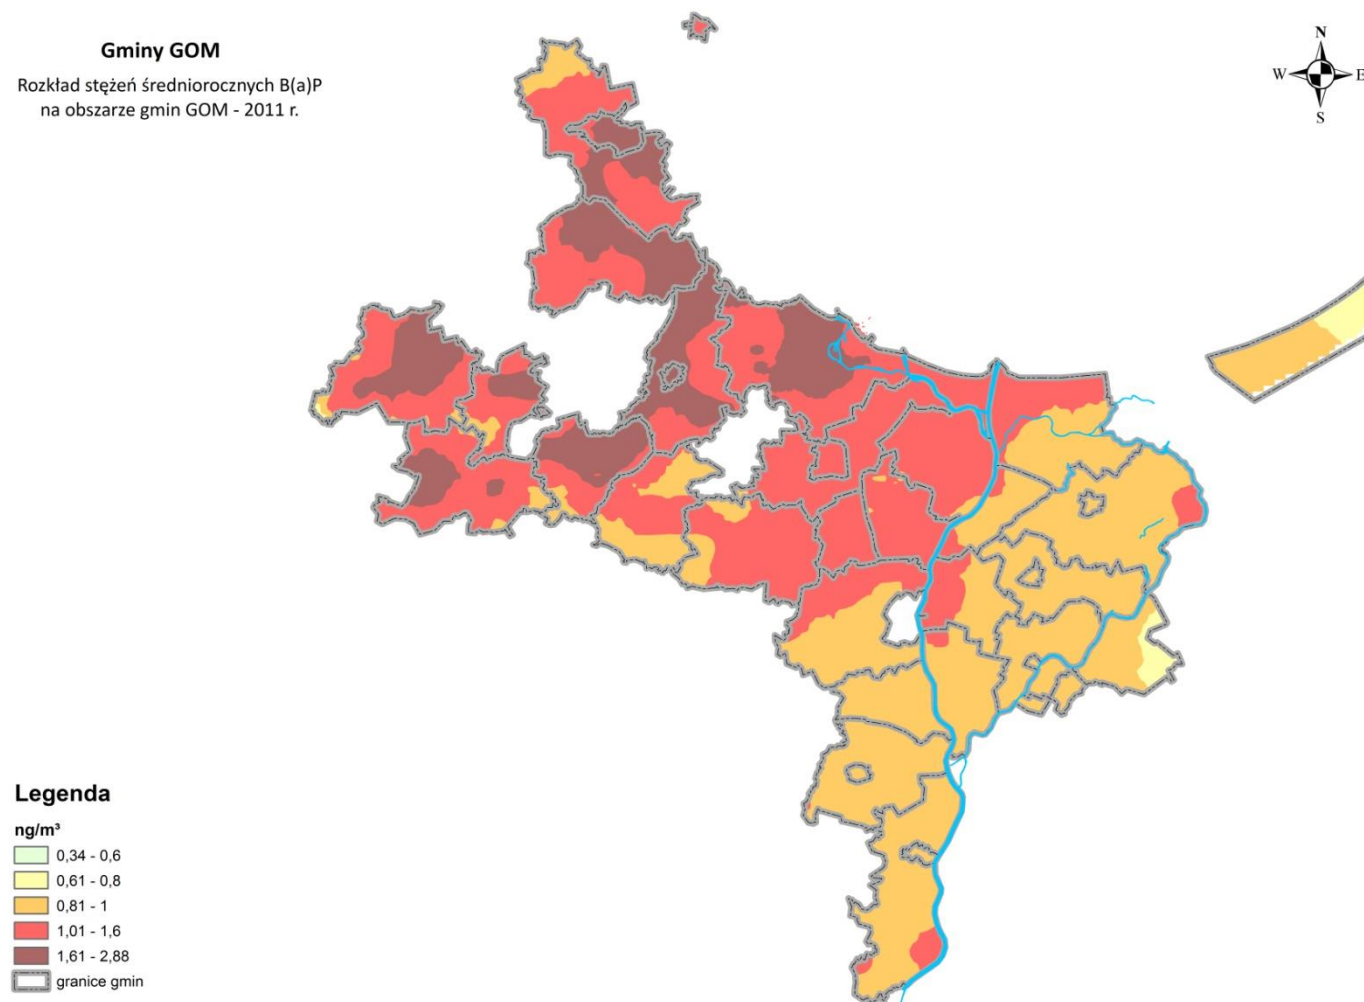 Gminy GOM
Rozkład stężeń średniorocznych B(a)P
na obszarze gmin GOM - 2011 r.
N
W
E
S
Legenda
ng/m³
0,34 - 0,6
0,61 - 0,8
0,81 - 1
1,01 - 1,6
1,61 - 2,88
granice gmin